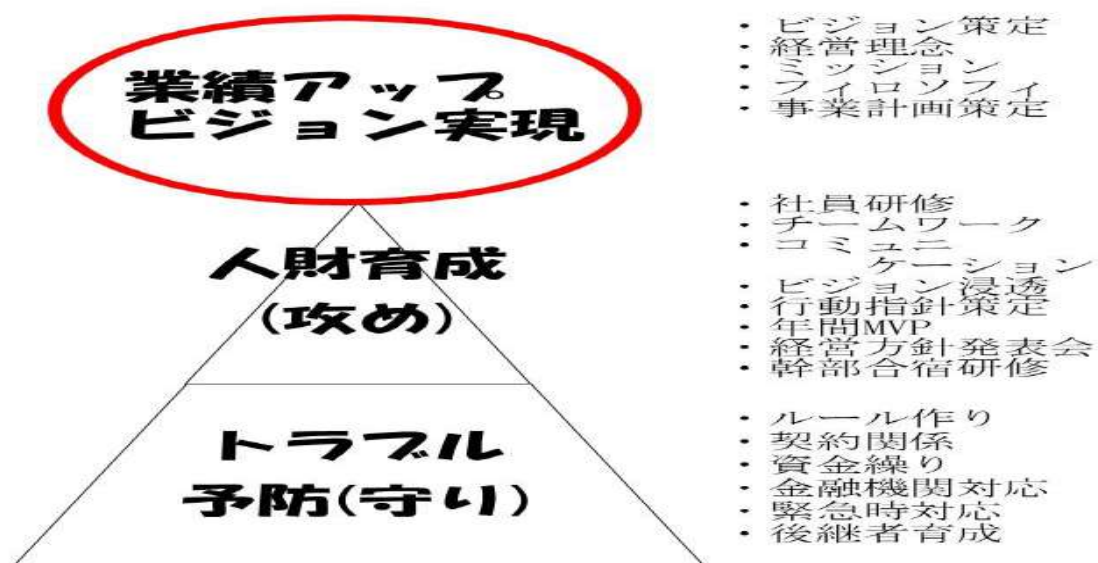 業績アップ
ビジョン実現
・ビジョン策定
・経営理念
・ミッション
・フィロソフィ
・事業計画策定
人財育成
(攻め)
・社員研修
・チームワーク
・コミュニ
ケーション
・ビジョン浸透
・行動指針策定
・年間MVP
・経営方針発表会
・幹部合宿研修
トラブル
予防(守り)
・ルール作り
・契約関係
・資金繰り
・金融機関対応
・緊急時対応
・後継者育成